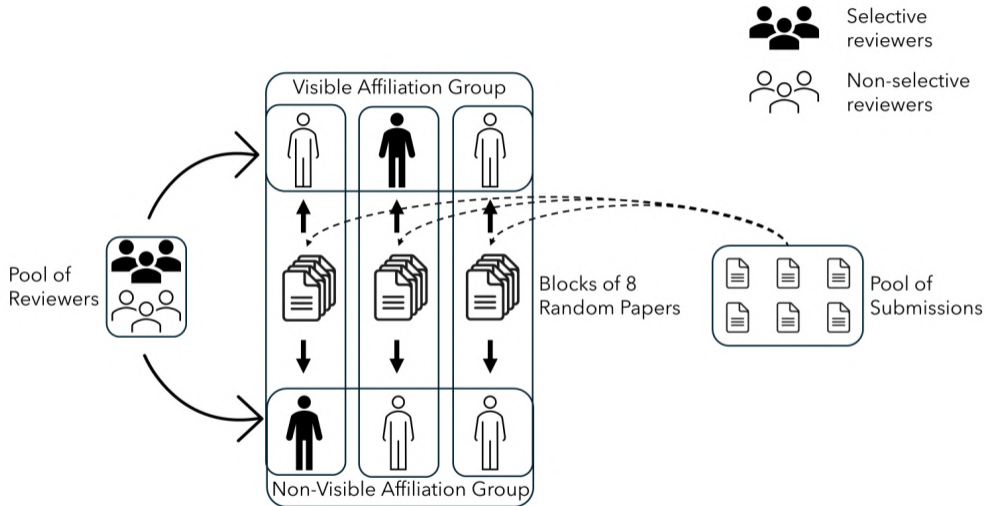 Selective
reviewers
Non-selective
reviewers
Visible Affiliation Group
Pool of
Reviewers
Blocks of 8
Random Papers
Pool of
Submissions
Non-Visible Affiliation Group